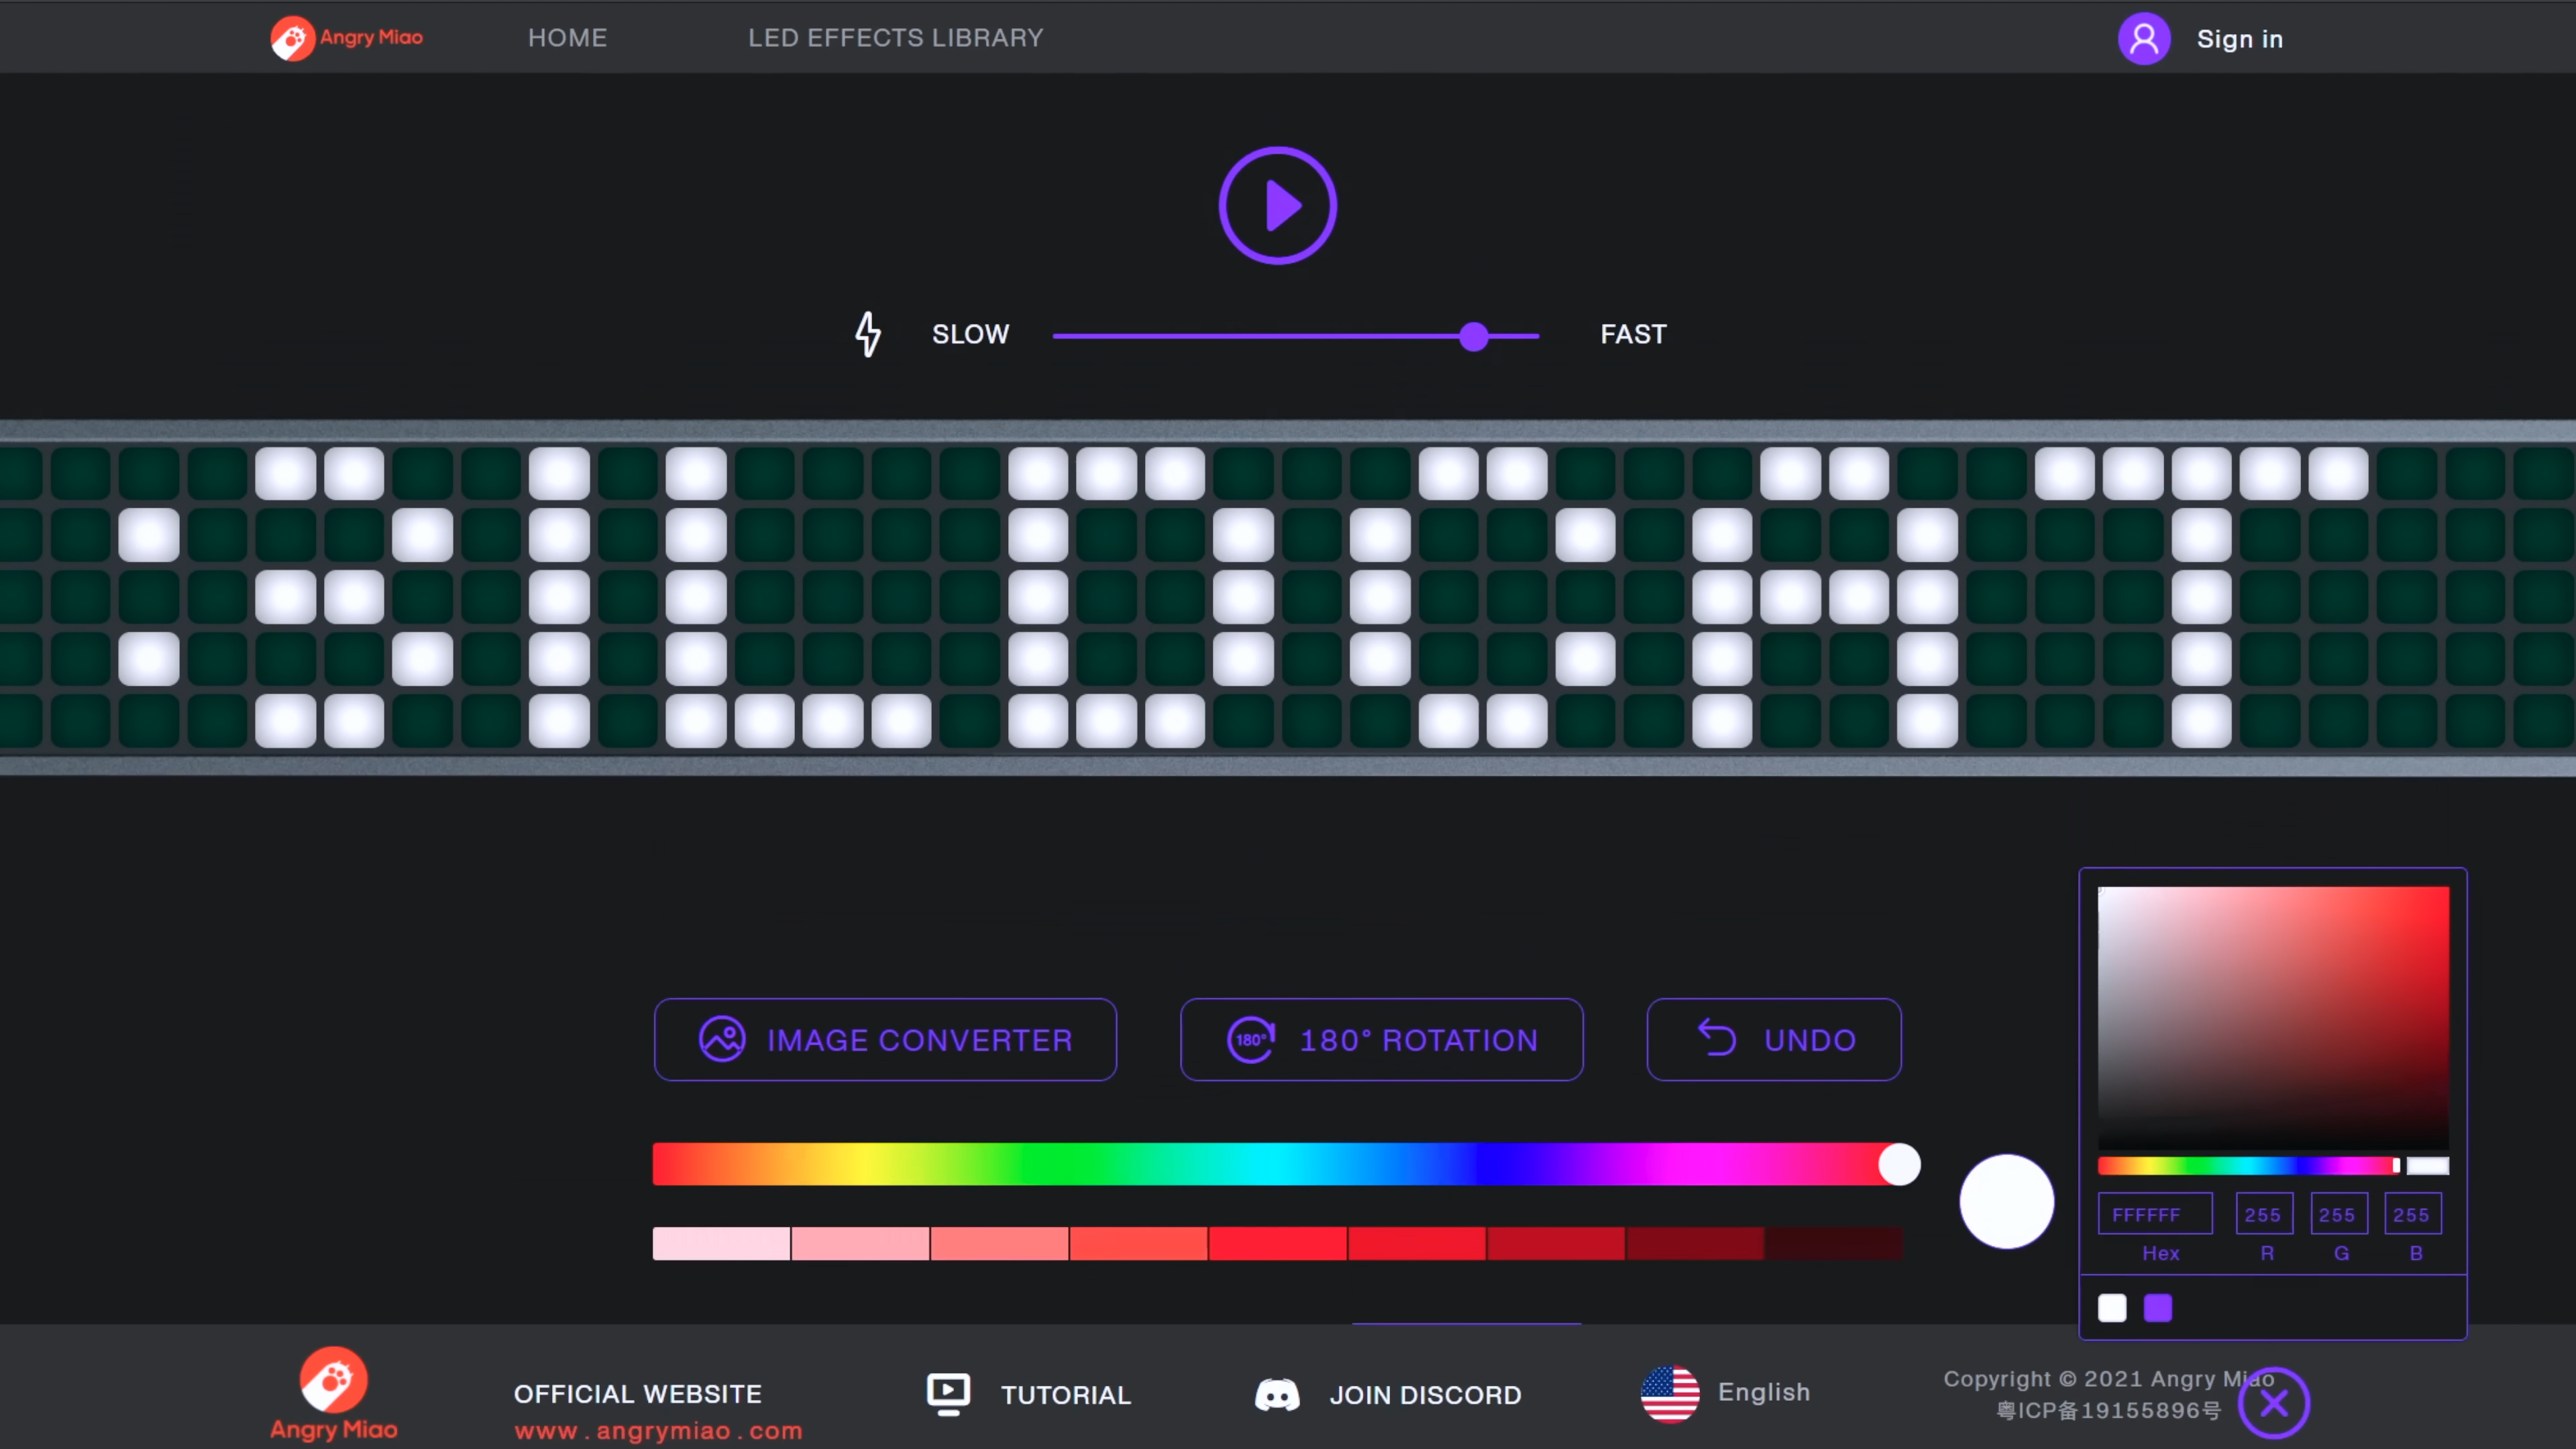 Angry Miao
HOME
LED EFFECTS LIBRARY
Sign in
SLOW
FAST
ILDCAT
IMAGE CONVERTER
180°
180° ROTATION
UNDO
FFFFFF
255
255
255
Hex
R
G
B
Angry Miao
OFFICIAL WEBSITE
www.angrymiao.com
TUTORIAL
JOIN DISCORD
English
Copyright © 2021 Angry Miao
粤ICP备19155896号